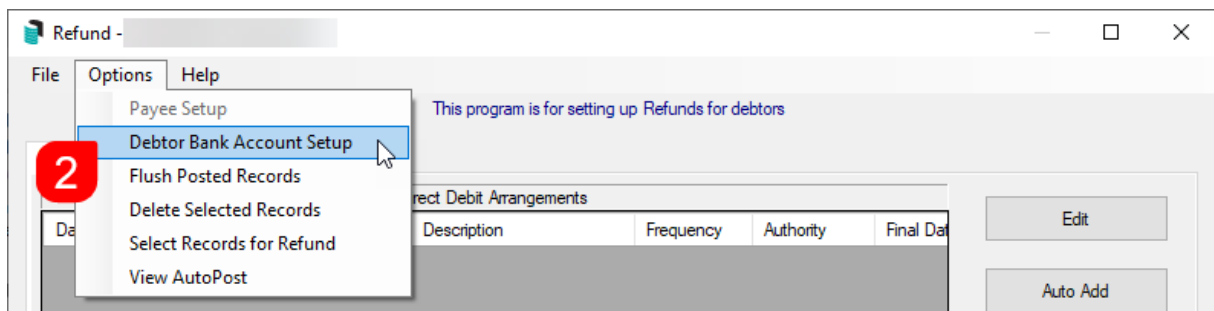 Refund -
File Options Help
Payee Setup
This program is for setting up Refunds for debtors
Debtor Bank Account Setup
2
Flush Posted Records
Delete Selected Records
rect Debit Arrangements
Edit
Da Description Frequency Authority Final Dat
Select Records for Refund
View AutoPost
Auto Add